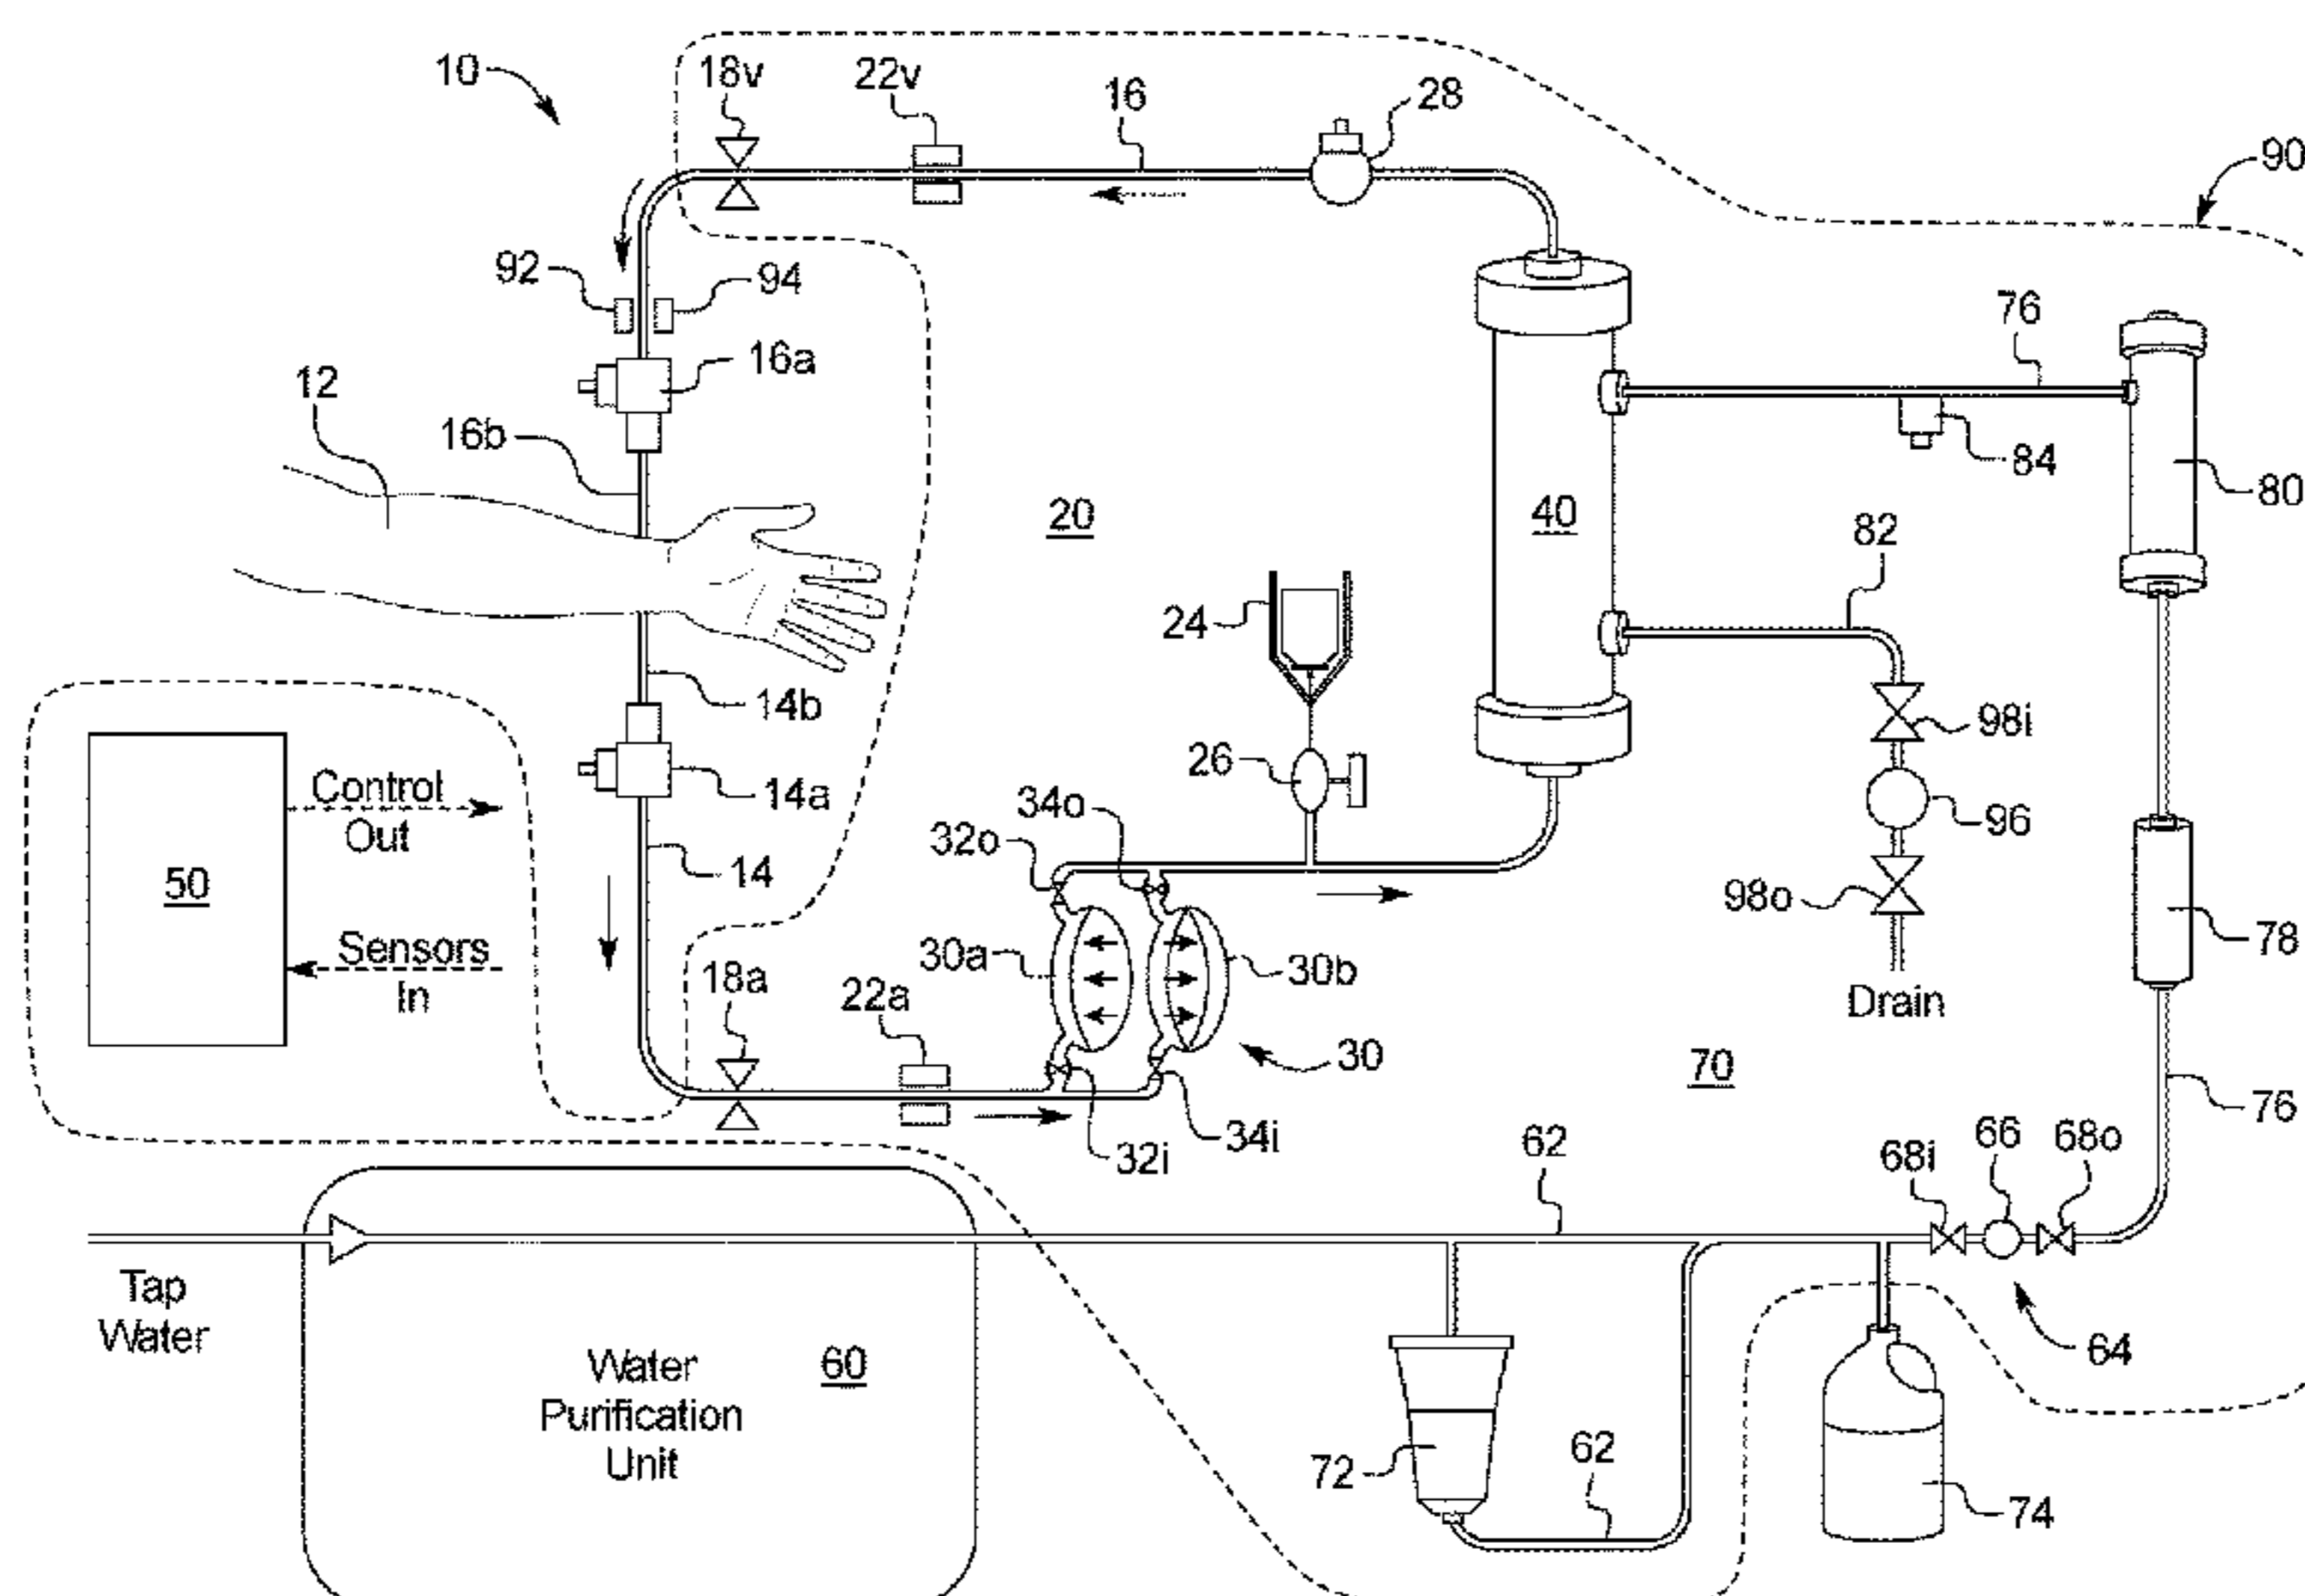 10
18v
22v
16
28
90
92
94
76
16a
12
16b
84
80
20
40
82
24
14b
98i
26
Control
Out
14a
34o
96
32o
14
50
98o
78
Sensors
In
30a
30b
18a
22a
Drain
30
70
76
32i
34i
62
68i
66
68o
Tap
Water
64
Water
Purification
Unit
60
72
62
74